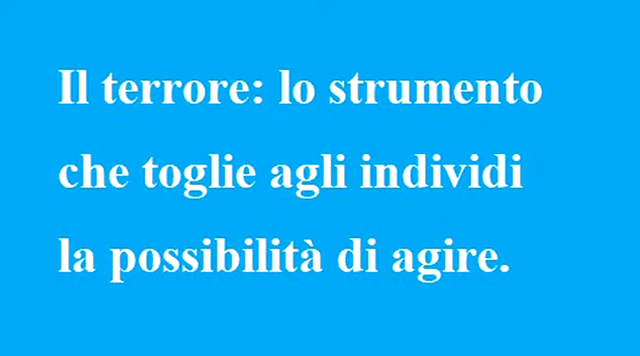 Il terrore: lo strumento
che toglie agli individi
la possibilità di agire.